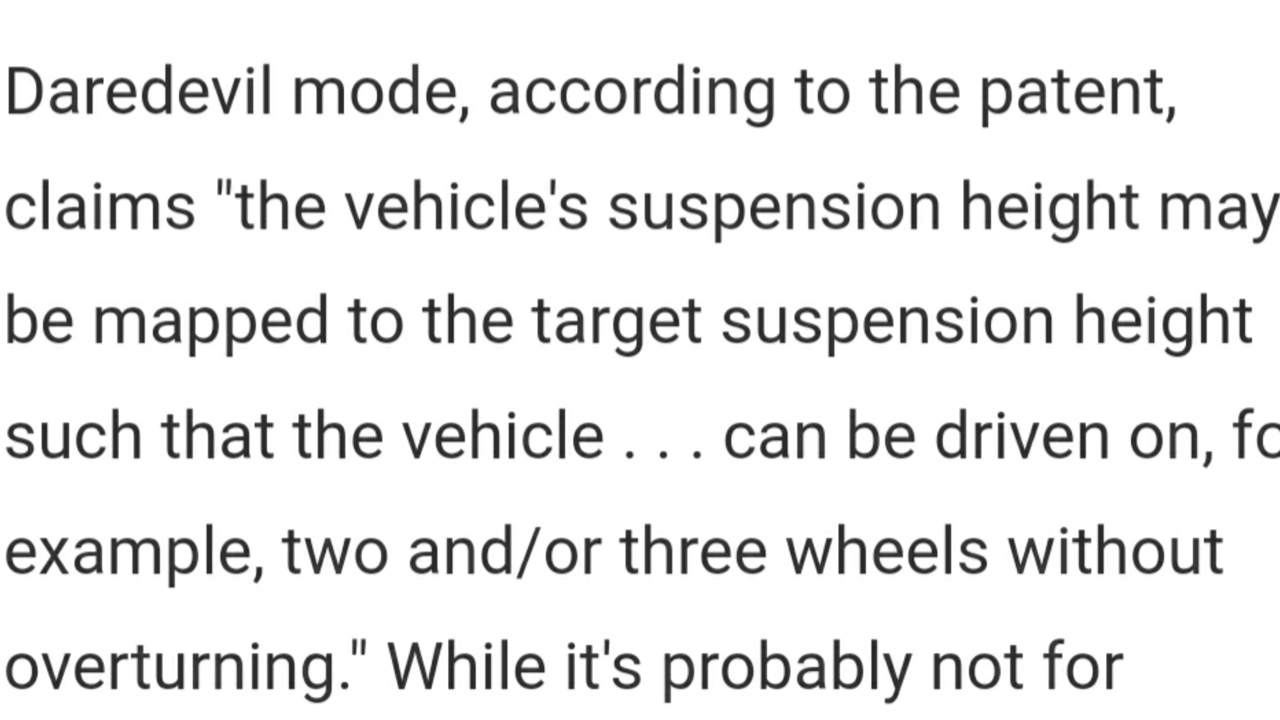 Daredevil mode, according to the patent,
claims "the vehicle's suspension height may
be mapped to the target suspension height
such that the vehicle . . . can be driven on,
example, two and/or three wheels without
overturning." While it's probably not for